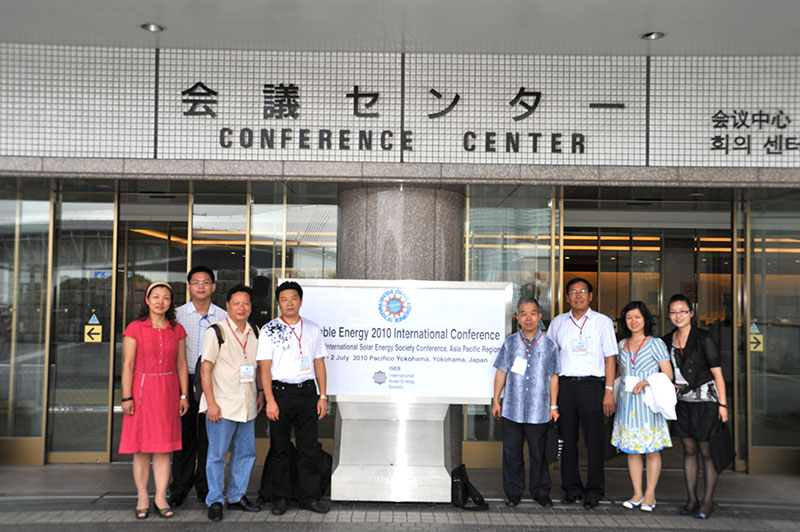 会議センター
CONFERENCE CENTER
会议中心
회의 센터
ble Energy 2010 International Conference
International Solar Energy Society Conference, Asia Pacific Region
2 July 2010 Pacifico Yokohama, Yokohama, Japan
ISES
International
Solar Energy
Society